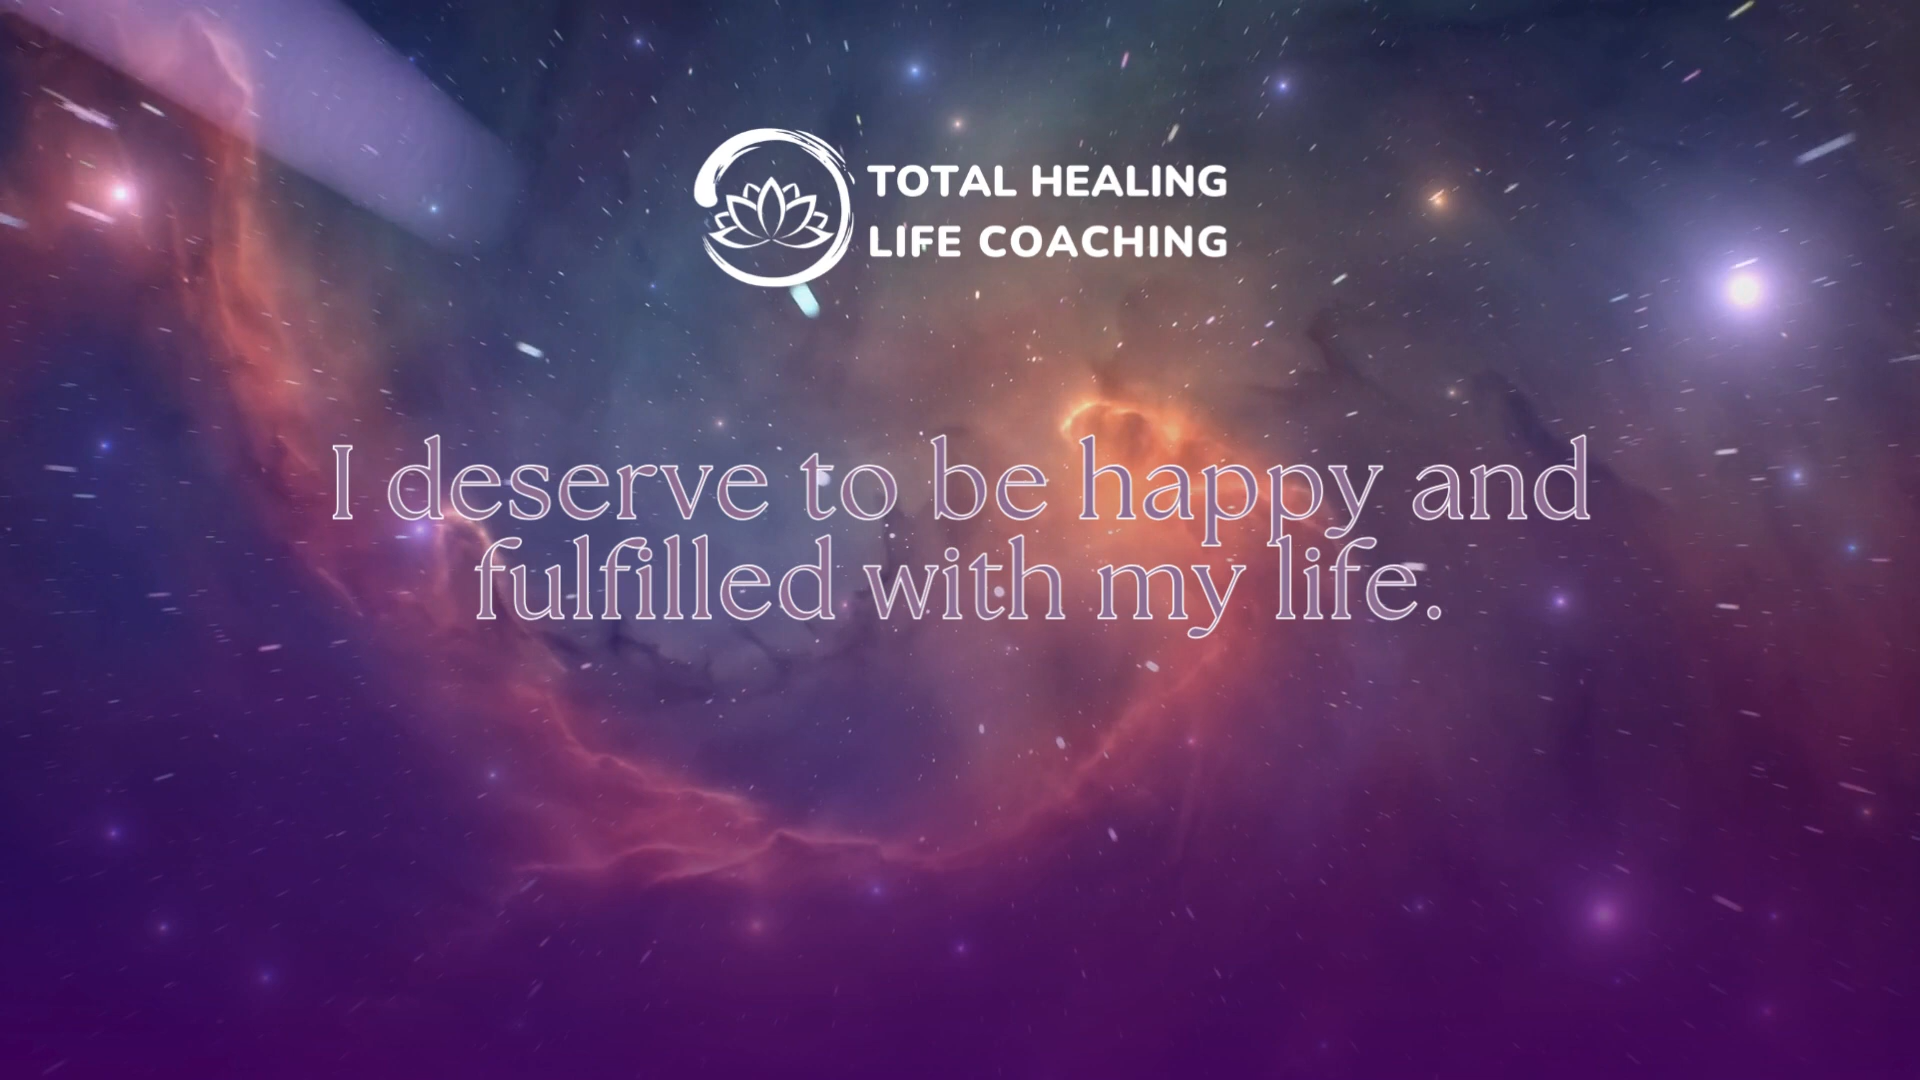 TOTAL HEALING
LIFE COACHING
I deserve to be happy and
fulfilled with my life.